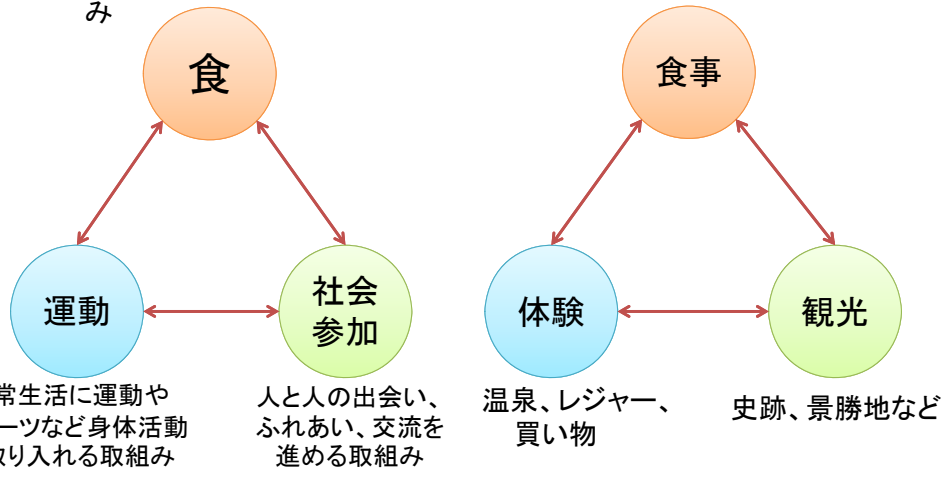 み
食
食事
運動
社会
参加
体験
観光
常生活に運動や
ーツなど身体活動
取り入れる取組み
人と人の出会い、
ふれあい、交流を
進める取組み
温泉、レジャー、
買い物
史跡、景勝地など